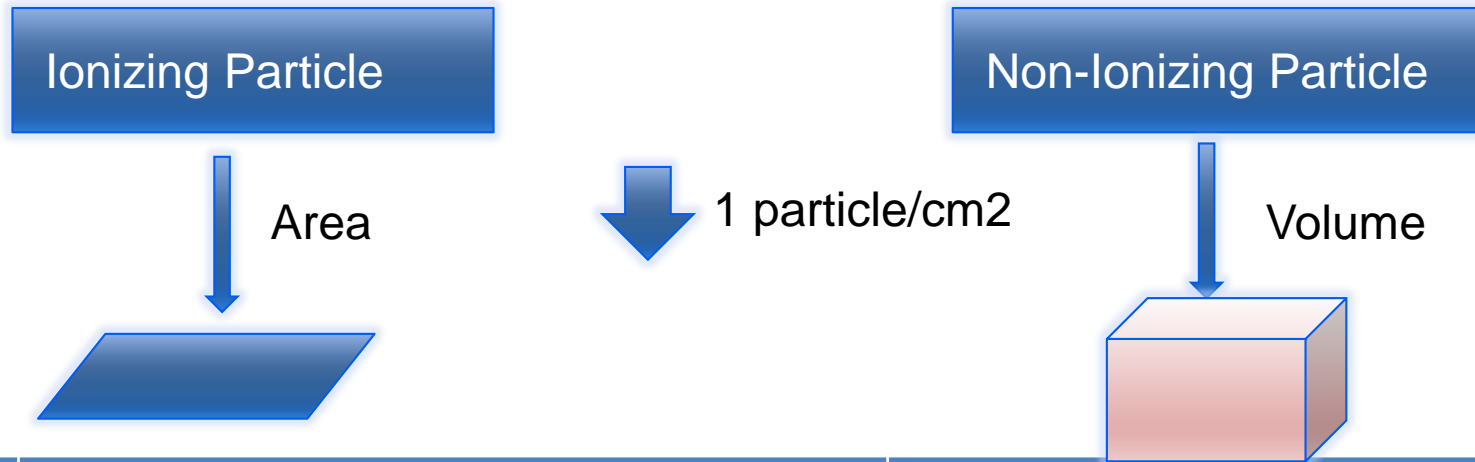 Ionizing Particle
Non-Ionizing Particle
Area
1 particle/cm2
Volume